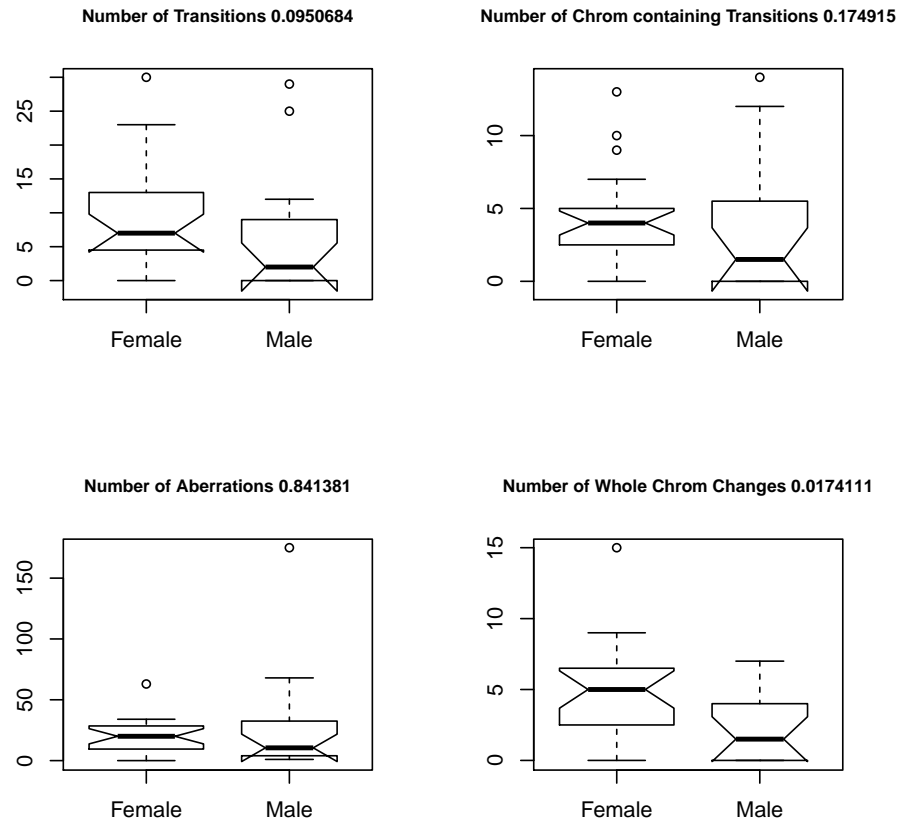 Number of Transitions 0.0950684
25
15
5
0
Female Male
Number of Chrom containing Transitions 0.174915
10
5
0
Female Male
Number of Aberrations 0.841381
150
100
50
0
Female Male
Number of Whole Chrom Changes 0.0174111
15
10
5
0
Female Male